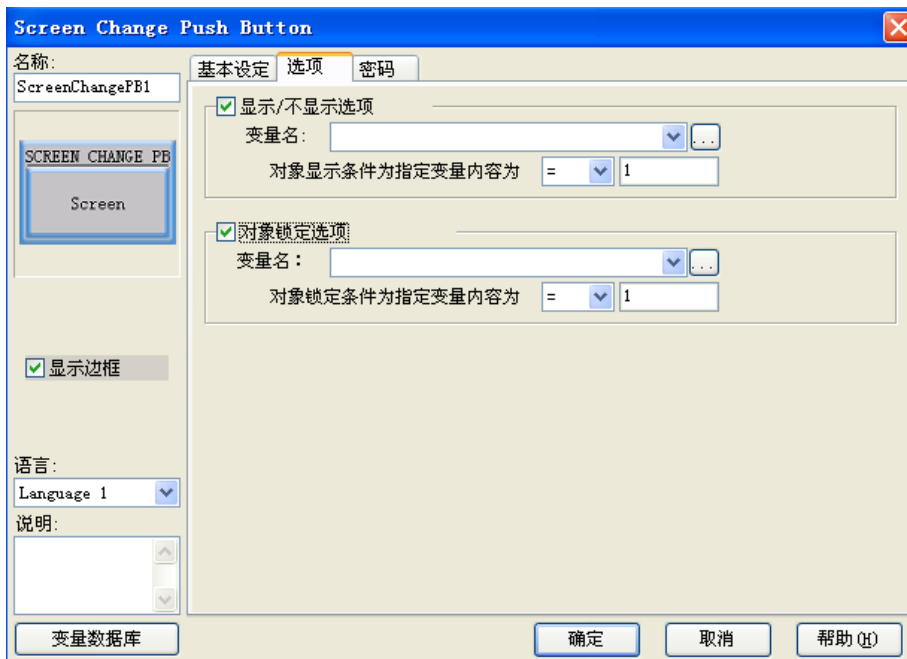 Screen Change Push Button
名称:
ScreenChangePB1
SCREEN CHANGE PB
Screen
显示边框
语言:
Language 1
说明:
变量数据库
基本设定 选项 密码
显示/不显示选项
变量名:
...
对象显示条件为指定变量内容为 = 1
对象锁定选项
变量名：
...
对象锁定条件为指定变量内容为 = 1
确定 取消 帮助(H)